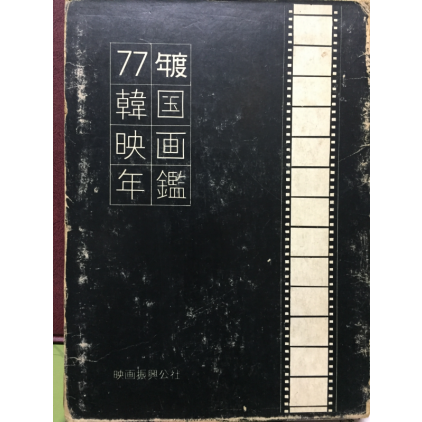 77年度
韓国
映画
年鑑
映画振興公社